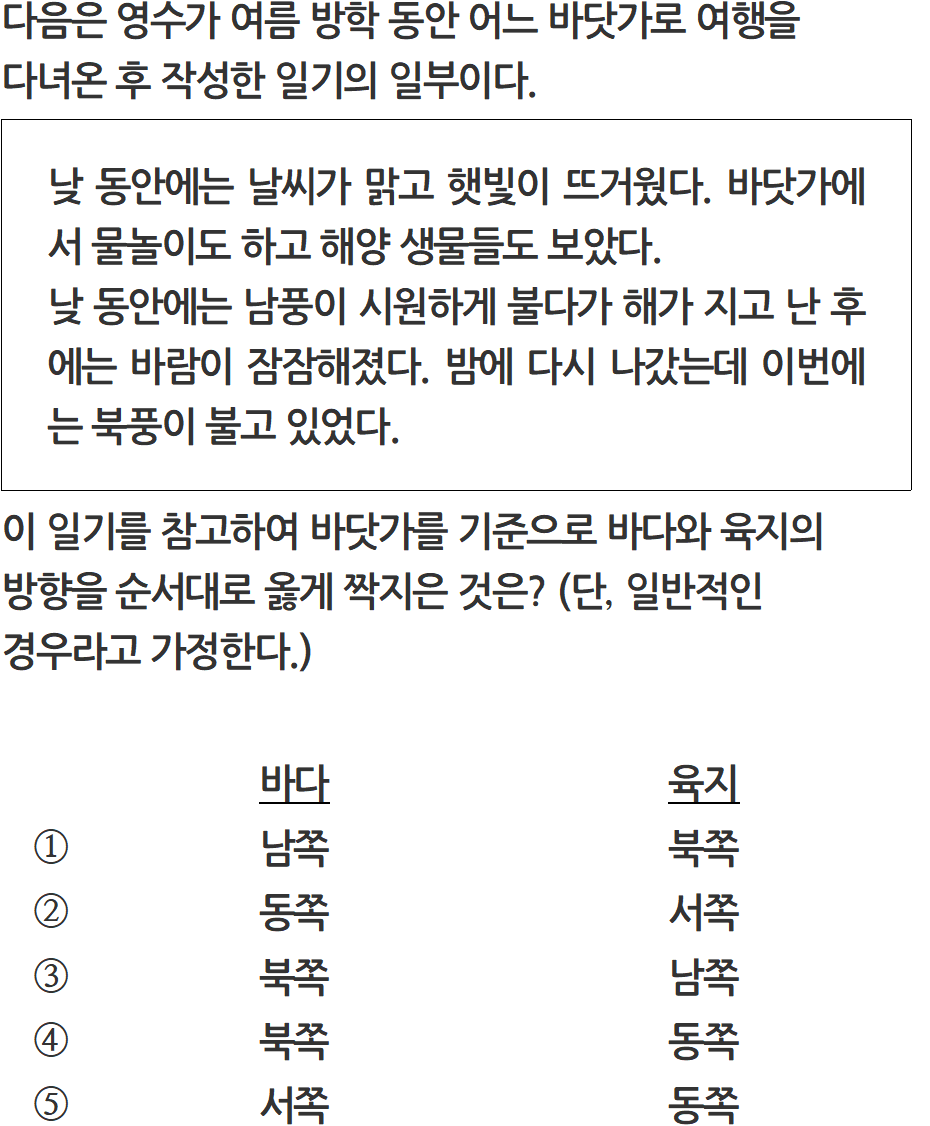 다음은 영수가 여름 방학 동안 어느 바닷가로 여행을
다녀온 후 작성한 일기의 일부이다.
낮 동안에는 날씨가 맑고 햇빛이 뜨거웠다. 바닷가에
서 물놀이도 하고 해양 생물들도 보았다.
낮 동안에는 남풍이 시원하게 불다가 해가 지고 난 후
에는 바람이 잠잠해졌다. 밤에 다시 나갔는데 이번에
는 북풍이 불고 있었다.
이 일기를 참고하여 바닷가를 기준으로 바다와 육지의
방향을 순서대로 옳게 짝지은 것은? (단, 일반적인
경우라고 가정한다.)
바다 육지
① 남쪽 북쪽
② 동쪽 서쪽
③ 북쪽 남쪽
④ 북쪽 동쪽
⑤ 서쪽 동쪽